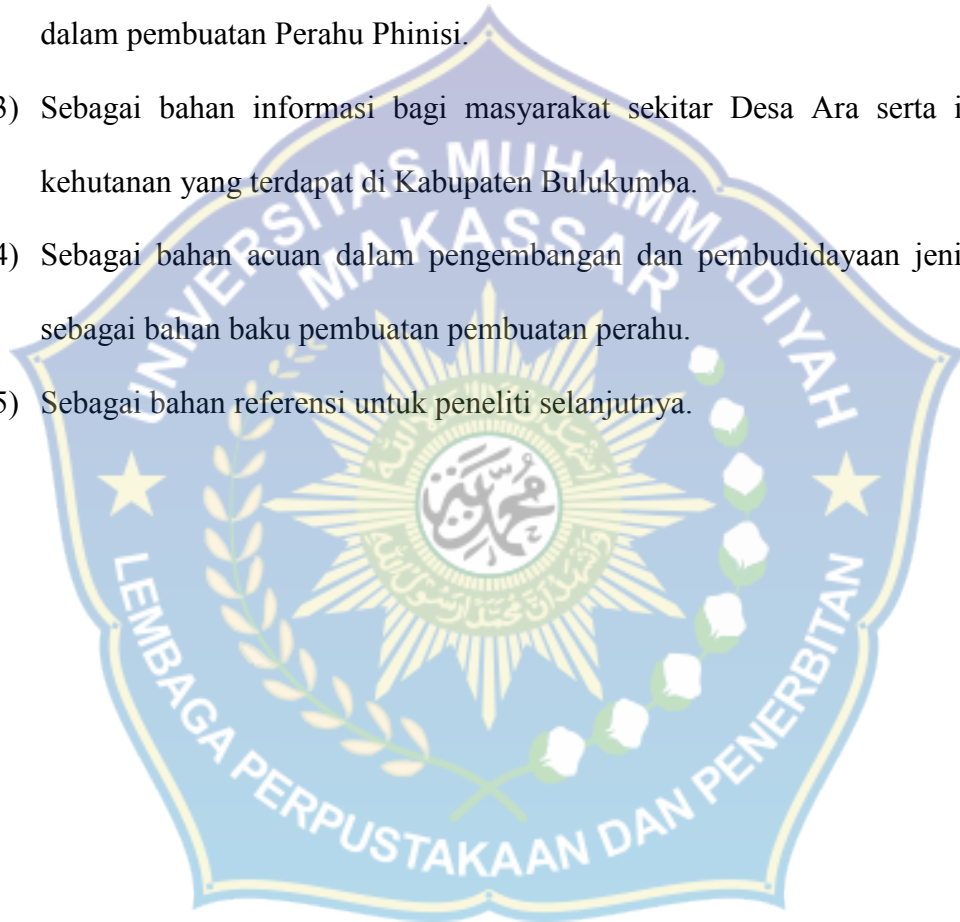 dalam pembuatan Perahu Phinisi.
3) Sebagai bahan informasi bagi masyarakat sekitar Desa Ara serta
kehutanan yang terdapat di Kabupaten Bulukumba.
4) Sebagai bahan acuan dalam pengembangan dan pembudidayaan
sebagai bahan baku pembuatan pembuatan perahu.
5) Sebagai bahan referensi untuk peneliti selanjutnya.
UNIVERSITAS MUHAMMADIYAH
MAKASSAR
محمد
LEMBAGA PERPUSTAKAAN DAN PENERBITAN